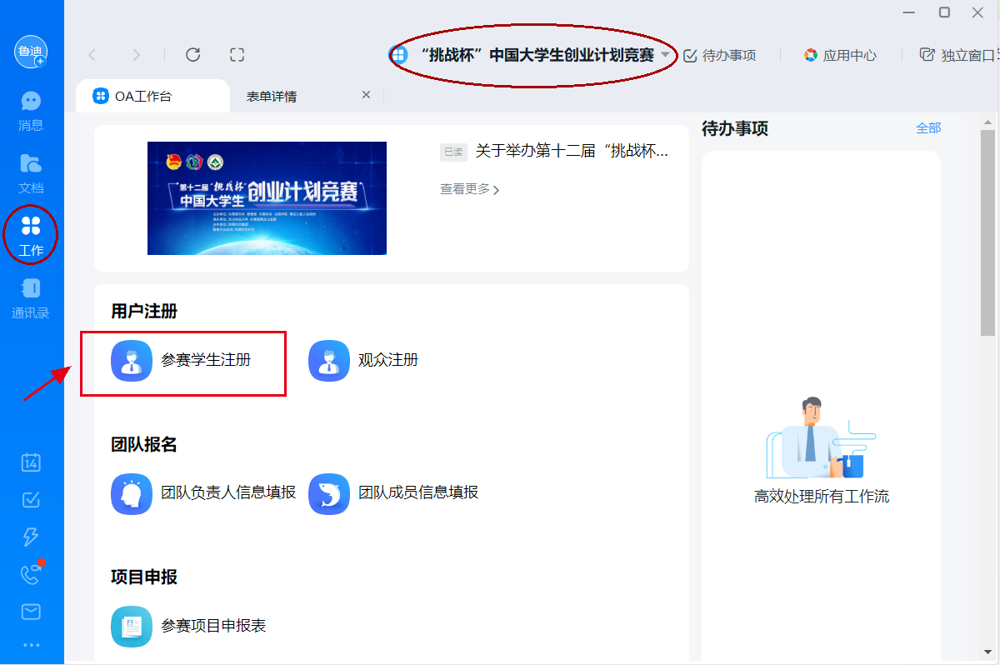 鲁迪
消息
文档
工作
通讯录
14
“挑战杯”中国大学生创业计划竞赛
待办事项
应用中心
独立窗口
OA工作台
表单详情
第十二届“挑战杯”
中国大学生
创业计划竞赛
已读
关于举办第十二届“挑战杯...
查看更多
用户注册
参赛学生注册
观众注册
团队报名
团队负责人信息填报
团队成员信息填报
项目申报
参赛项目申报表
待办事项
全部
高效处理所有工作流